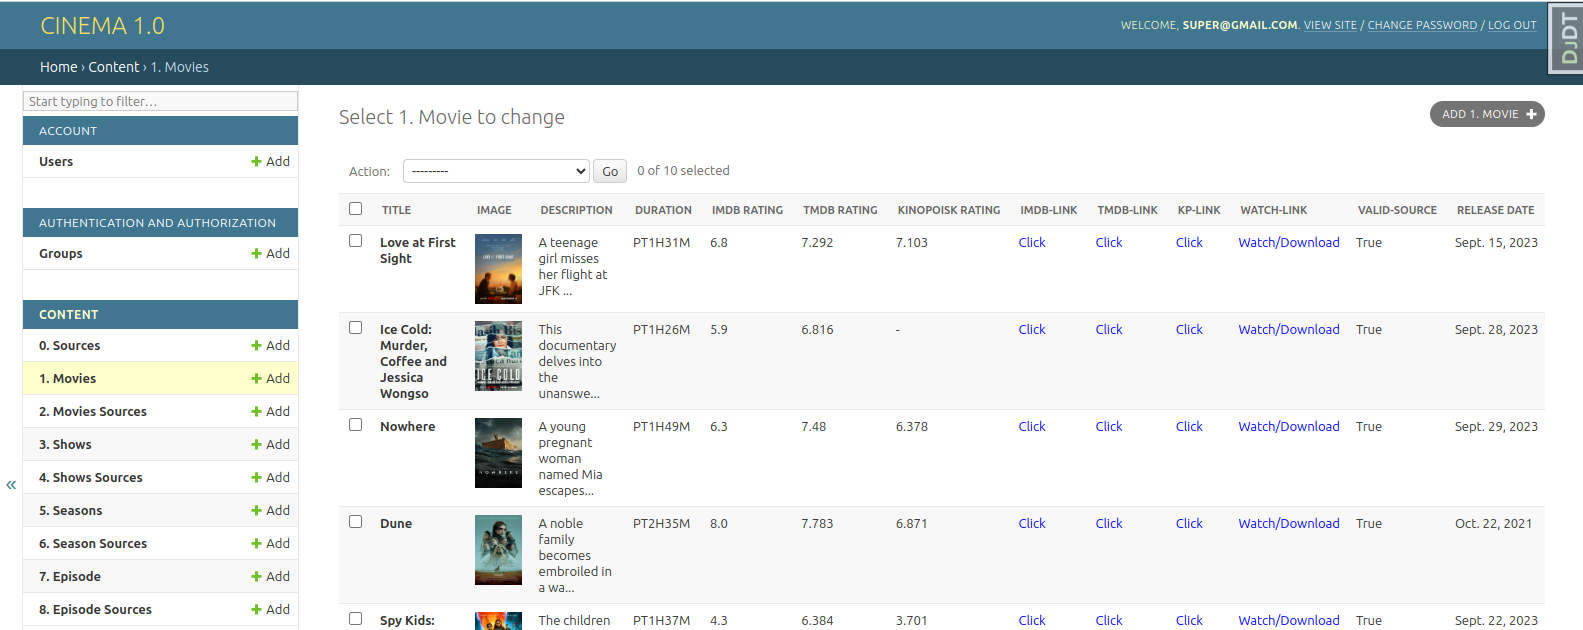 CINEMA 1.0
WELCOME, SUPER@GMAIL.COM. VIEW SITE / CHANGE PASSWORD / LOG OUT
DJDT
Home › Content › 1. Movies
Start typing to filter…
ACCOUNT
Users + Add
AUTHENTICATION AND AUTHORIZATION
Groups + Add
CONTENT
0. Sources + Add
1. Movies + Add
2. Movies Sources + Add
3. Shows + Add
4. Shows Sources + Add
5. Seasons + Add
6. Season Sources + Add
7. Episode + Add
8. Episode Sources + Add
«
Select 1. Movie to change
ADD 1. MOVIE +
Action: --------- Go 0 of 10 selected
TITLE IMAGE DESCRIPTION DURATION IMDB RATING TMDB RATING KINOPOISK RATING IMDB-LINK TMDB-LINK KP-LINK WATCH-LINK VALID-SOURCE RELEASE DATE
Love at First A teenage PT1H31M 6.8 7.292 7.103 Click Click Click Watch/Download True Sept. 15, 2023
Sight girl misses
her flight at
JFK ...
Ice Cold: This PT1H26M 5.9 6.816 - Click Click Click Watch/Download True Sept. 28, 2023
Murder, documentary
Coffee and delves into
Jessica the
Wongso unanswe...
ICE COLD
Nowhere A young PT1H49M 6.3 7.48 6.378 Click Click Click Watch/Download True Sept. 29, 2023
pregnant
woman
named Mia
NOWHERE
escapes...
Dune A noble PT2H35M 8.0 7.783 6.871 Click Click Click Watch/Download True Oct. 22, 2021
family
becomes
embroiled in
a wa...
Spy Kids: The children PT1H37M 4.3 6.384 3.701 Click Click Click Watch/Download True Sept. 22, 2023